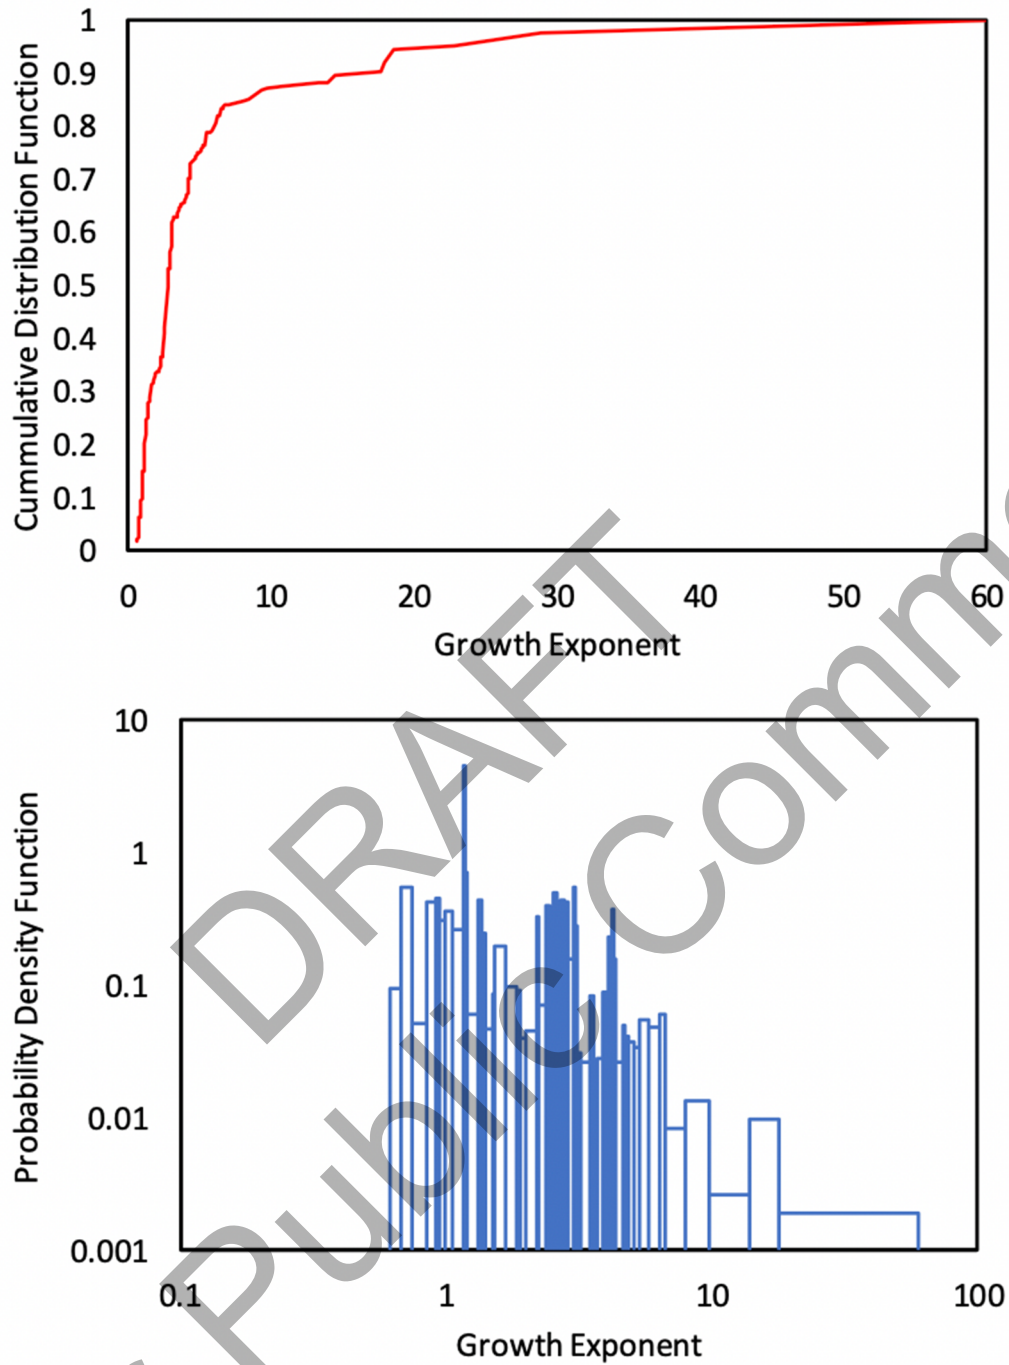 Cummulative Distribution Function
1
0.9
0.8
0.7
0.6
0.5
0.4
0.3
0.2
0.1
0
0 10 20 30 40 50 60
Growth Exponent
Probability Density Function
10
1
0.1
0.01
0.001
0.1 1 10 100
Growth Exponent
DRAFT
Public Comm